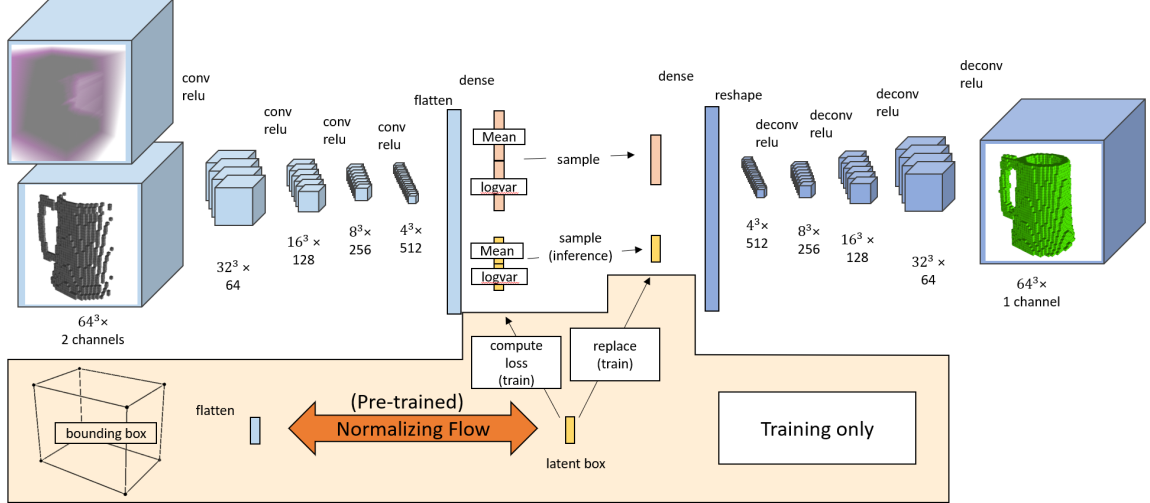 conv
relu
conv
relu
conv
relu
conv
relu
flatten
dense
Mean
logvar
sample
Mean
logvar
sample
(inference)
dense
reshape
deconv
relu
deconv
relu
deconv
relu
deconv
relu
64³×
2 channels
32³ ×
64
16³ ×
128
8³×
256
4³×
512
4³×
512
8³×
256
16³ ×
128
32³ ×
64
64³×
1 channel
compute
loss
(train)
replace
(train)
bounding box
flatten
(Pre-trained)
Normalizing Flow
latent box
Training only